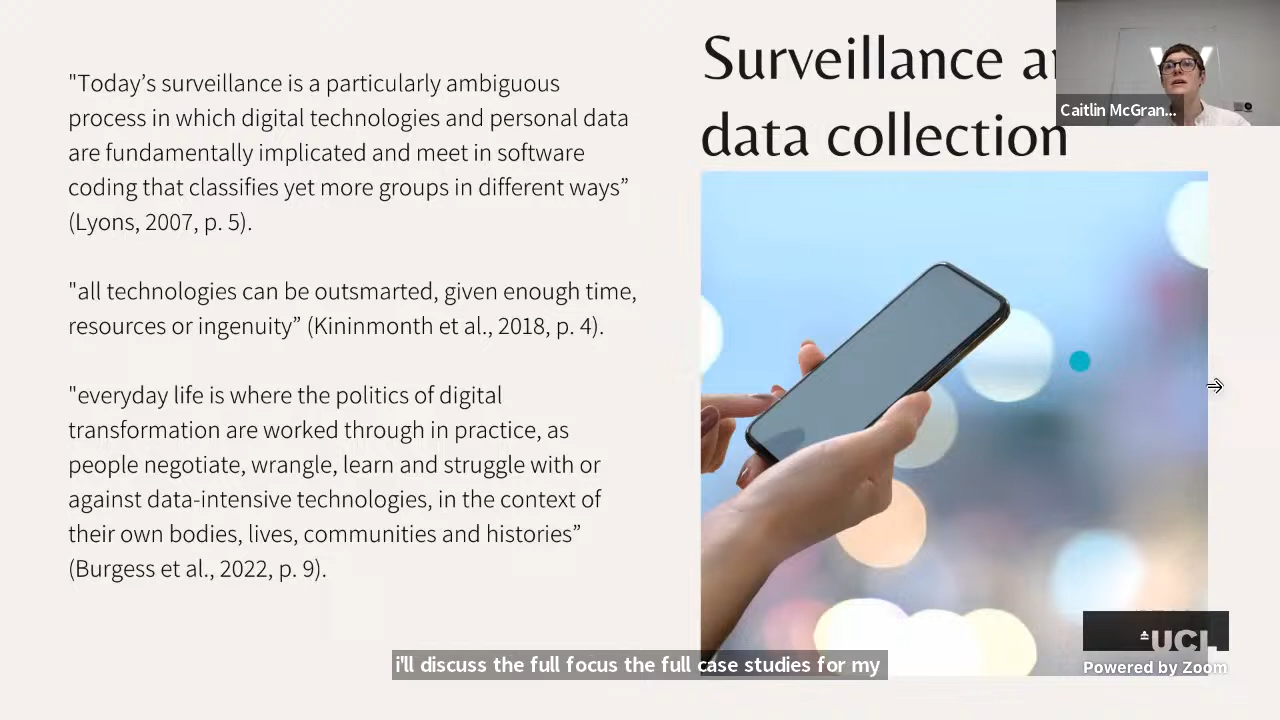 "Today’s surveillance is a particularly ambiguous
process in which digital technologies and personal data
are fundamentally implicated and meet in software
coding that classifies yet more groups in different ways”
(Lyons, 2007, p. 5).
"all technologies can be outsmarted, given enough time,
resources or ingenuity” (Kininmonth et al., 2018, p. 4).
"everyday life is where the politics of digital
transformation are worked through in practice, as
people negotiate, wrangle, learn and struggle with or
against data-intensive technologies, in the context of
their own bodies, lives, communities and histories”
(Burgess et al., 2022, p. 9).
Surveillance
data collection
Caitlin McGran...
UCL
Powered by Zoom
i'll discuss the full focus the full case studies for my